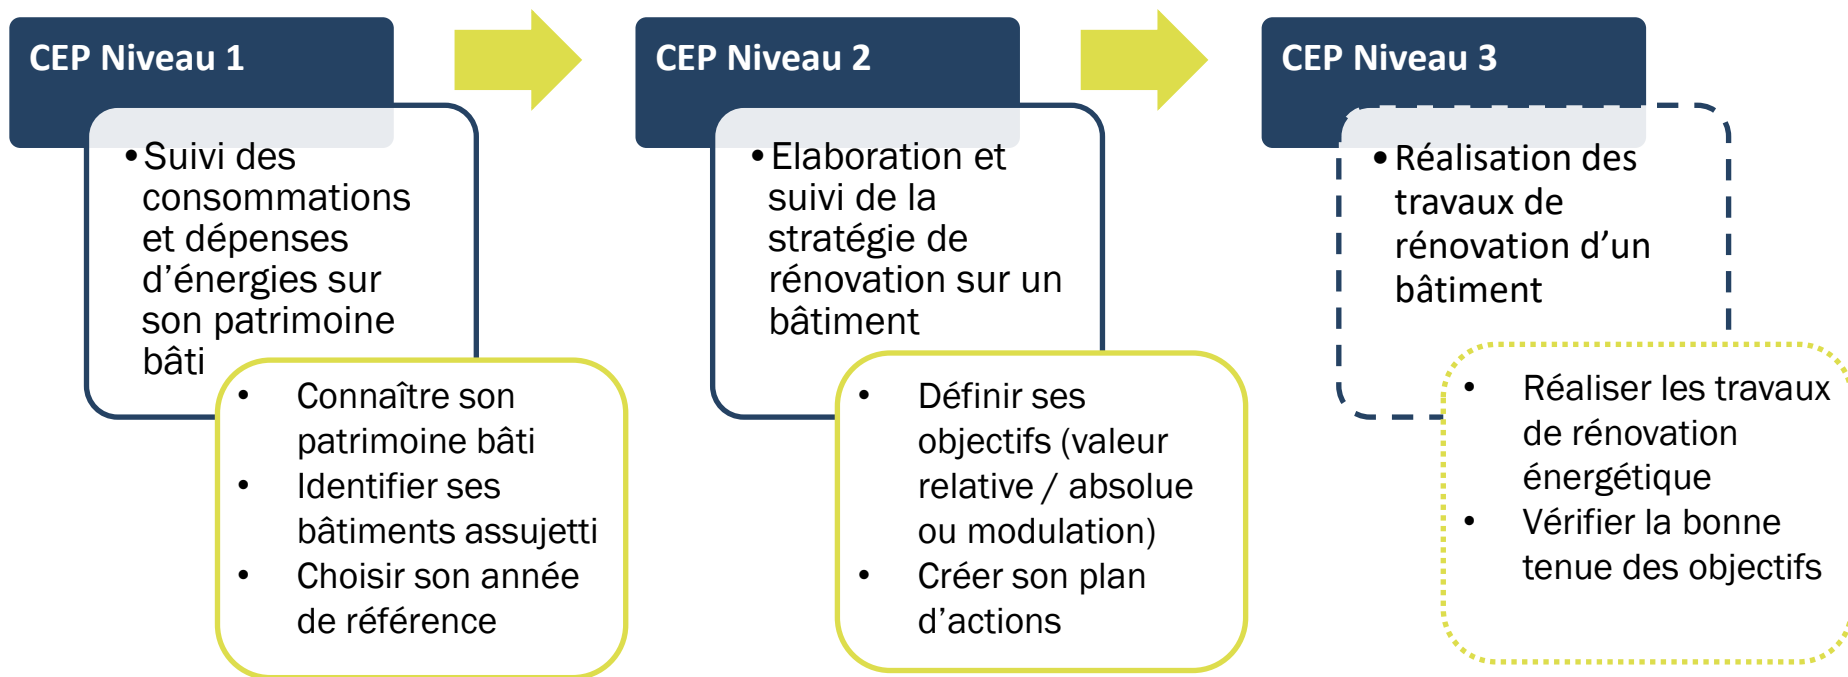 CEP Niveau 1
•Suivi des
consommations
et dépenses
d’énergies sur
son patrimoine
bâti
• Connaître son
patrimoine bâti
• Identifier ses
bâtiments assujetti
• Choisir son année
de référence
CEP Niveau 2
•Elaboration et
suivi de la
stratégie de
rénovation sur un
bâtiment
• Définir ses
objectifs (valeur
relative / absolue
ou modulation)
• Créer son plan
d’actions
CEP Niveau 3
•Réalisation des
travaux de
rénovation d’un
bâtiment
• Réaliser les travaux
de rénovation
énergétique
• Vérifier la bonne
tenue des objectifs